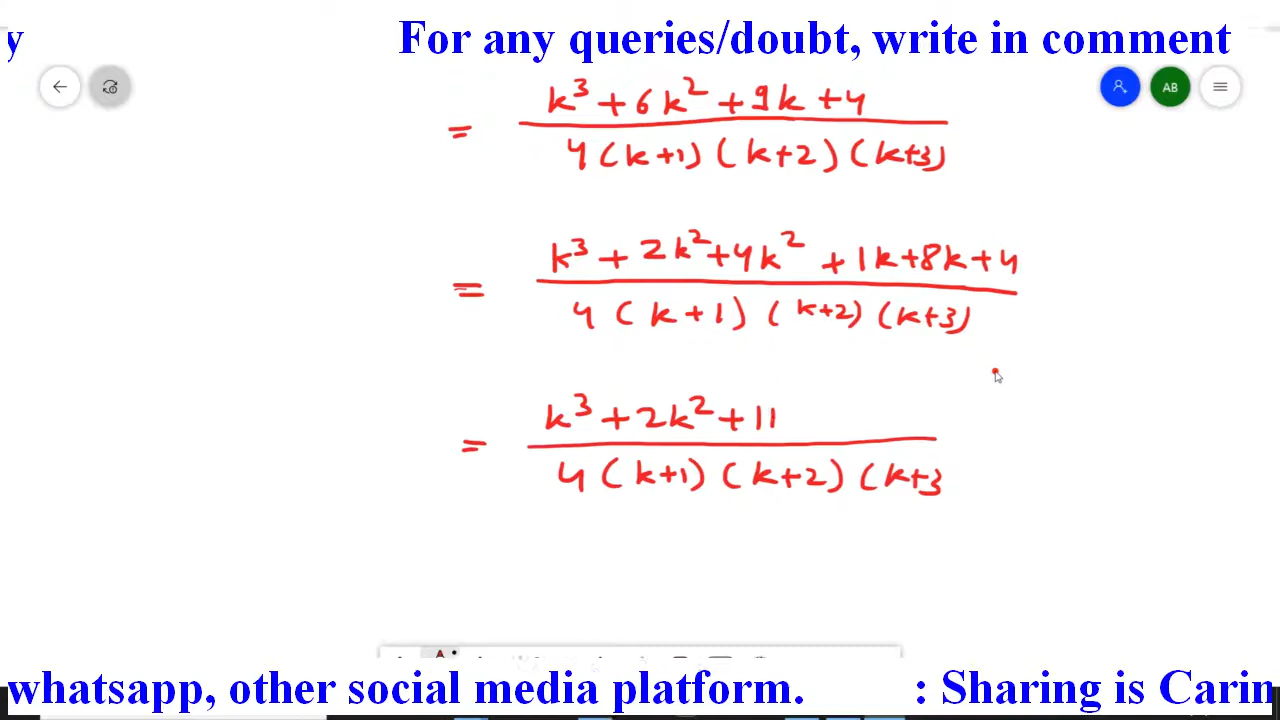 y For any queries/doubt, write in comment
AB
k³ + 6k² + 9k + 4
=
4(k+1)(k+2)(k+3)
k³ + 2k² + 4k² + 1k + 8k + 4
=
4(k+1)(k+2)(k+3)
k³ + 2k² + 11
=
4(k+1)(k+2)(k+3
whatsapp, other social media platform. : Sharing is Carin